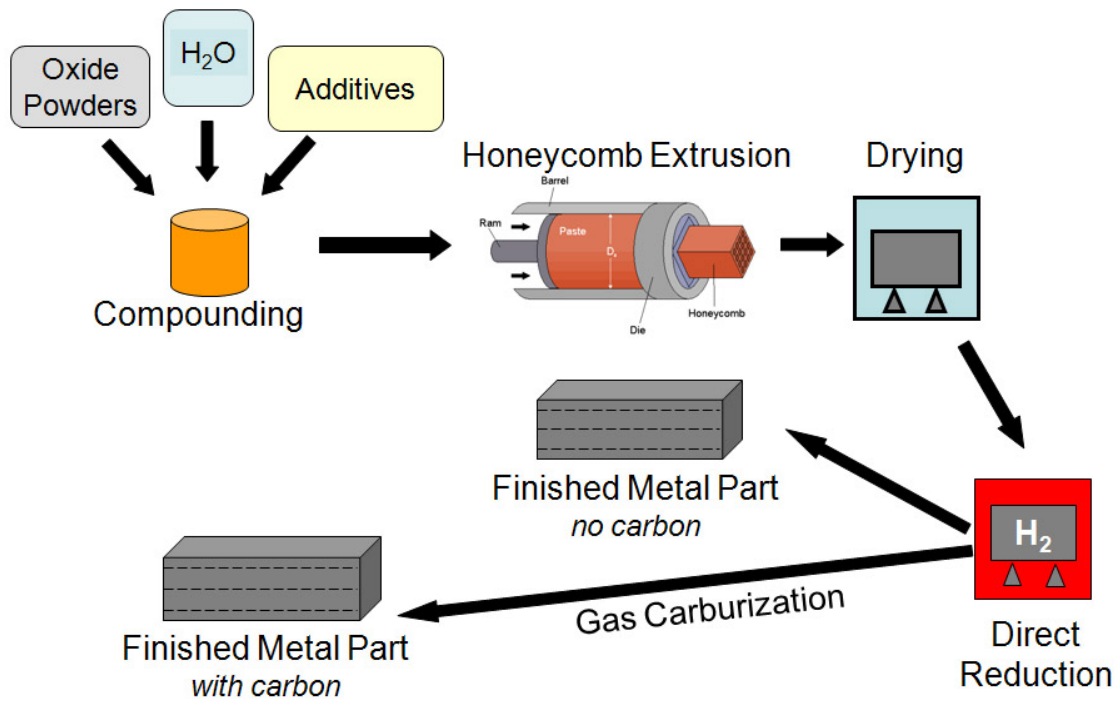 Oxide
Powders
H₂O
Additives
Compounding
Honeycomb Extrusion
Barrel
Ram
Paste
Dₒ
Die
Honeycomb
Drying
H₂
Direct
Reduction
Finished Metal Part
no carbon
Gas Carburization
Finished Metal Part
with carbon